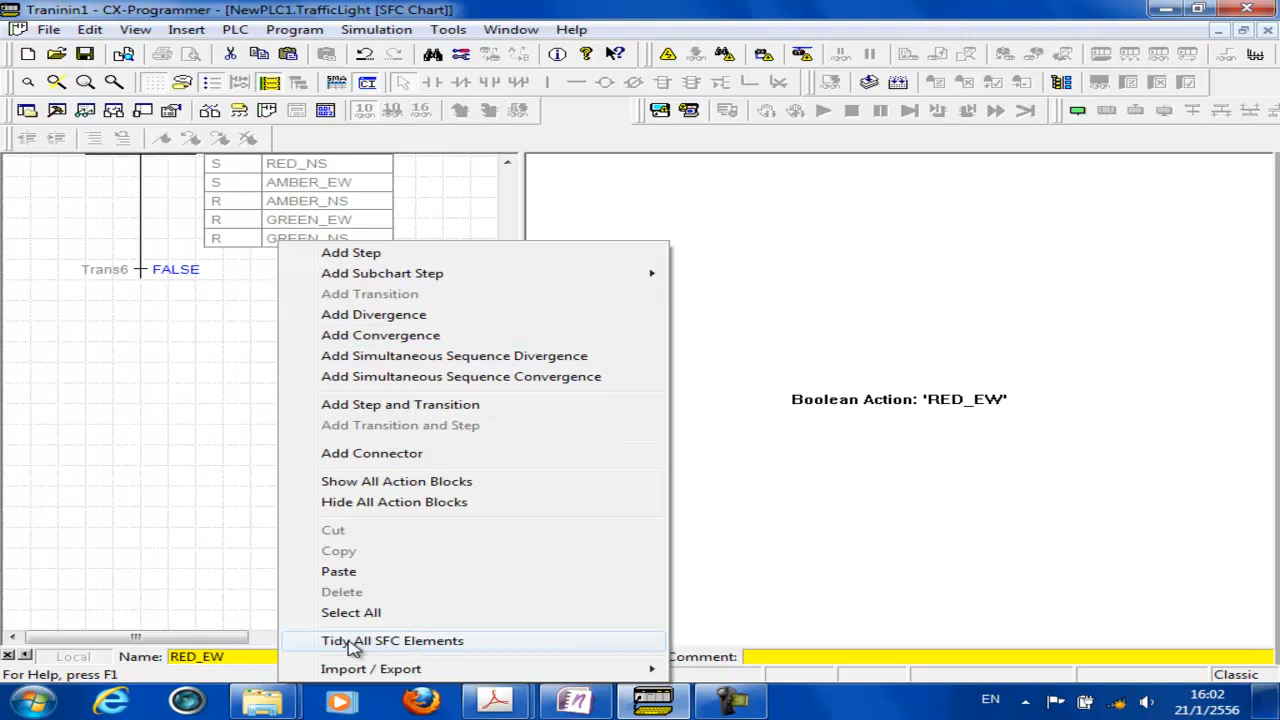 Traninin1 - CX-Programmer - [NewPLC1.TrafficLight [SFC Chart]]
File Edit View Insert PLC Program Simulation Tools Window Help
S RED_NS
S AMBER_EW
R AMBER_NS
R GREEN_EW
R GREEN_NS
Trans6 FALSE
Add Step
Add Subchart Step
Add Transition
Add Divergence
Add Convergence
Add Simultaneous Sequence Divergence
Add Simultaneous Sequence Convergence
Add Step and Transition
Add Transition and Step
Add Connector
Show All Action Blocks
Hide All Action Blocks
Cut
Copy
Paste
Delete
Select All
Tidy All SFC Elements
Import / Export
Boolean Action: 'RED_EW'
Local Name: RED_EW Comment:
For Help, press F1 Classic
EN 16:02
21/1/2556